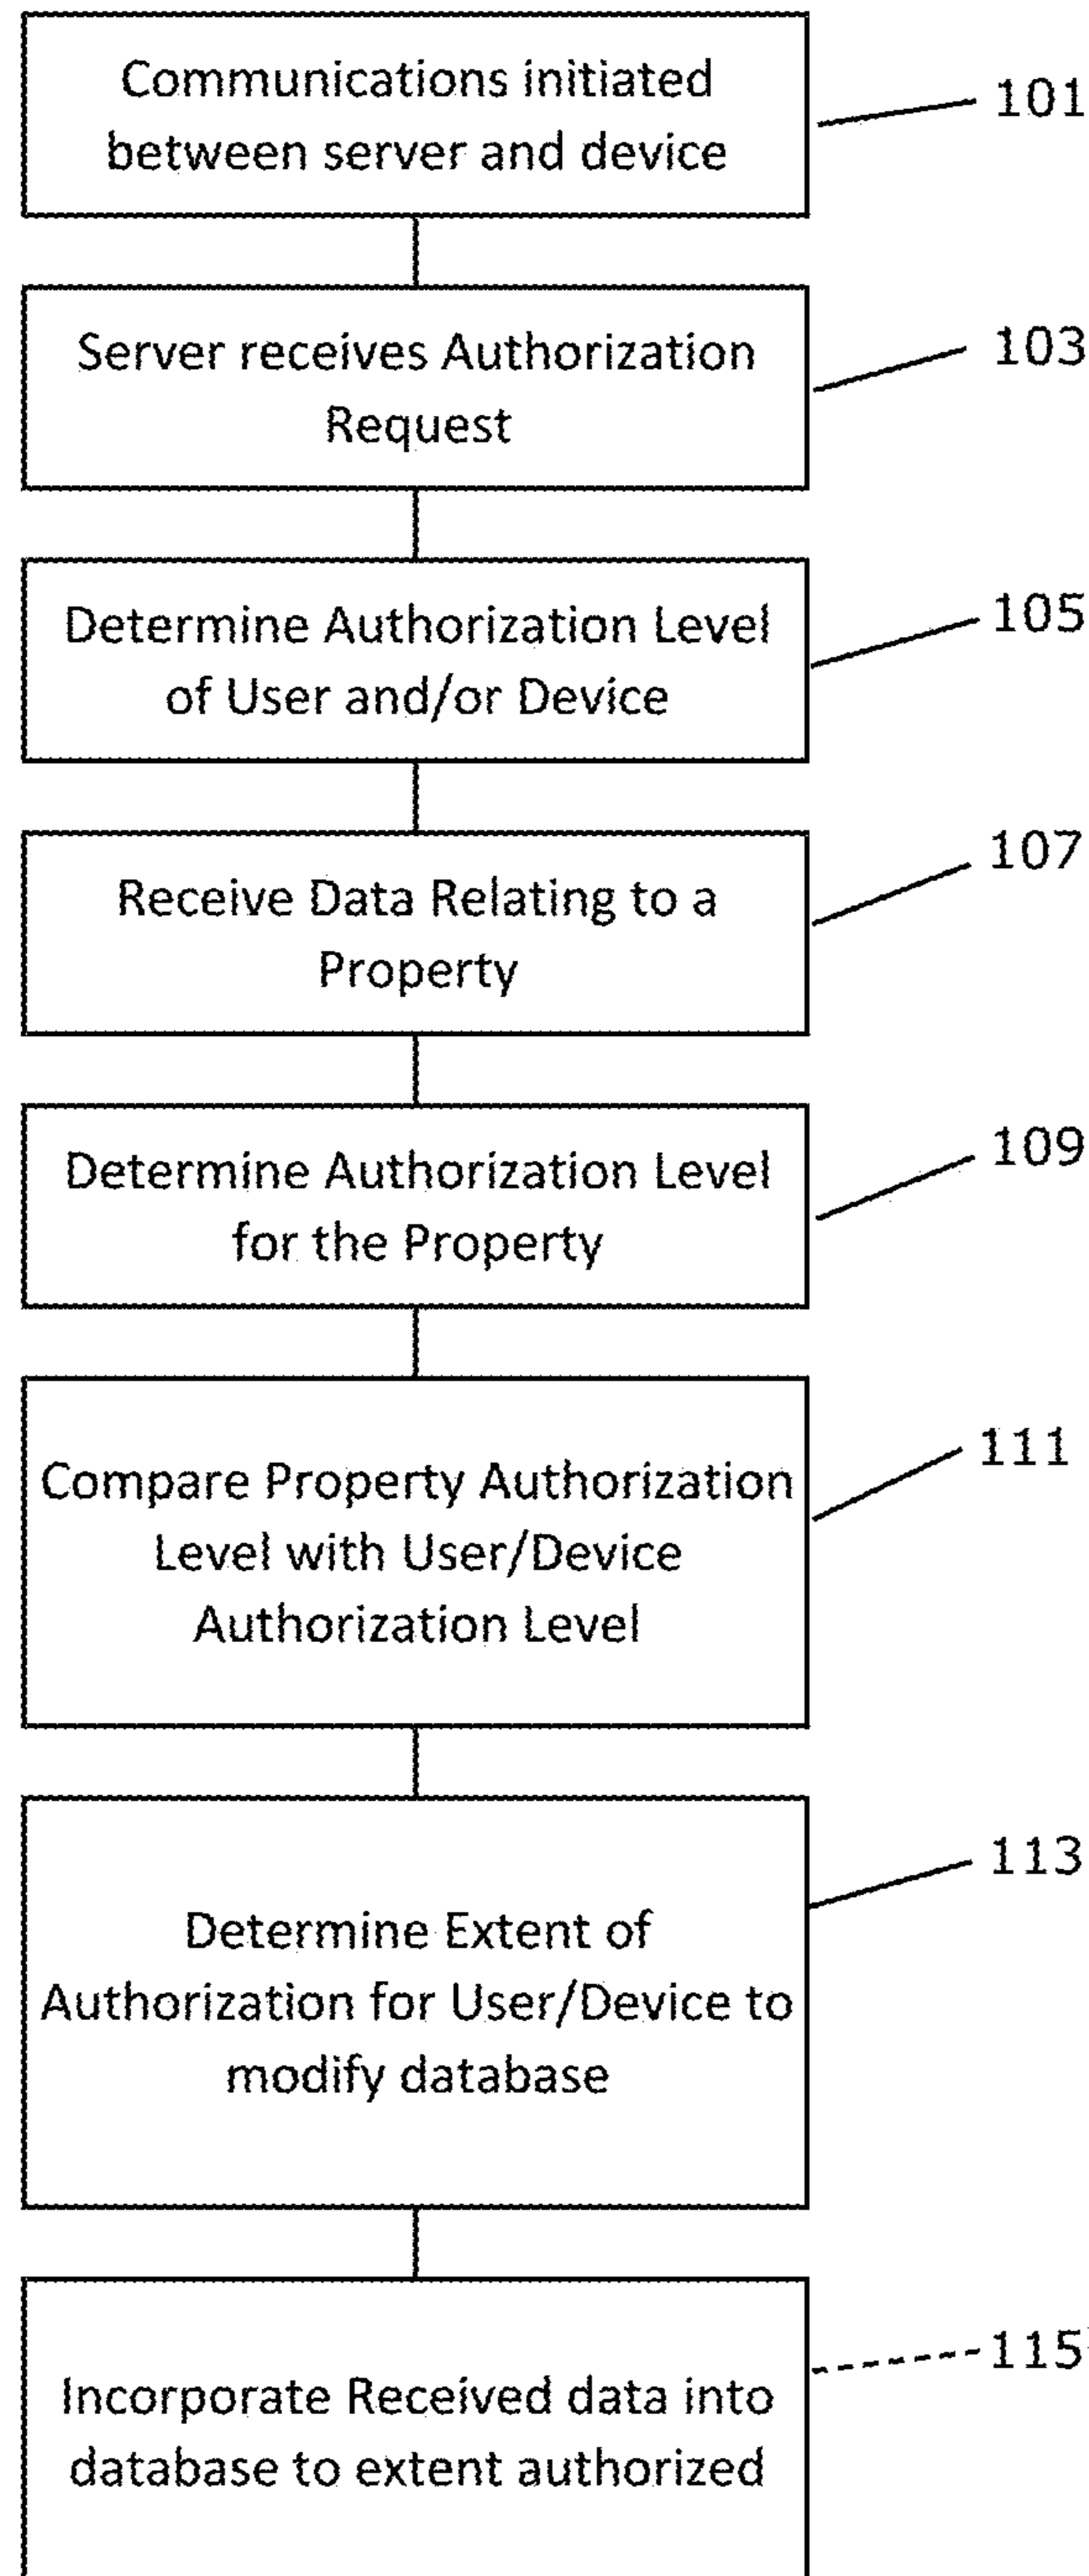 Communications initiated
between server and device
101
Server receives Authorization
Request
103
Determine Authorization Level
of User and/or Device
105
Receive Data Relating to a
Property
107
Determine Authorization Level
for the Property
109
Compare Property Authorization
Level with User/Device
Authorization Level
111
Determine Extent of
Authorization for User/Device to
modify database
113
Incorporate Received data into
database to extent authorized
115